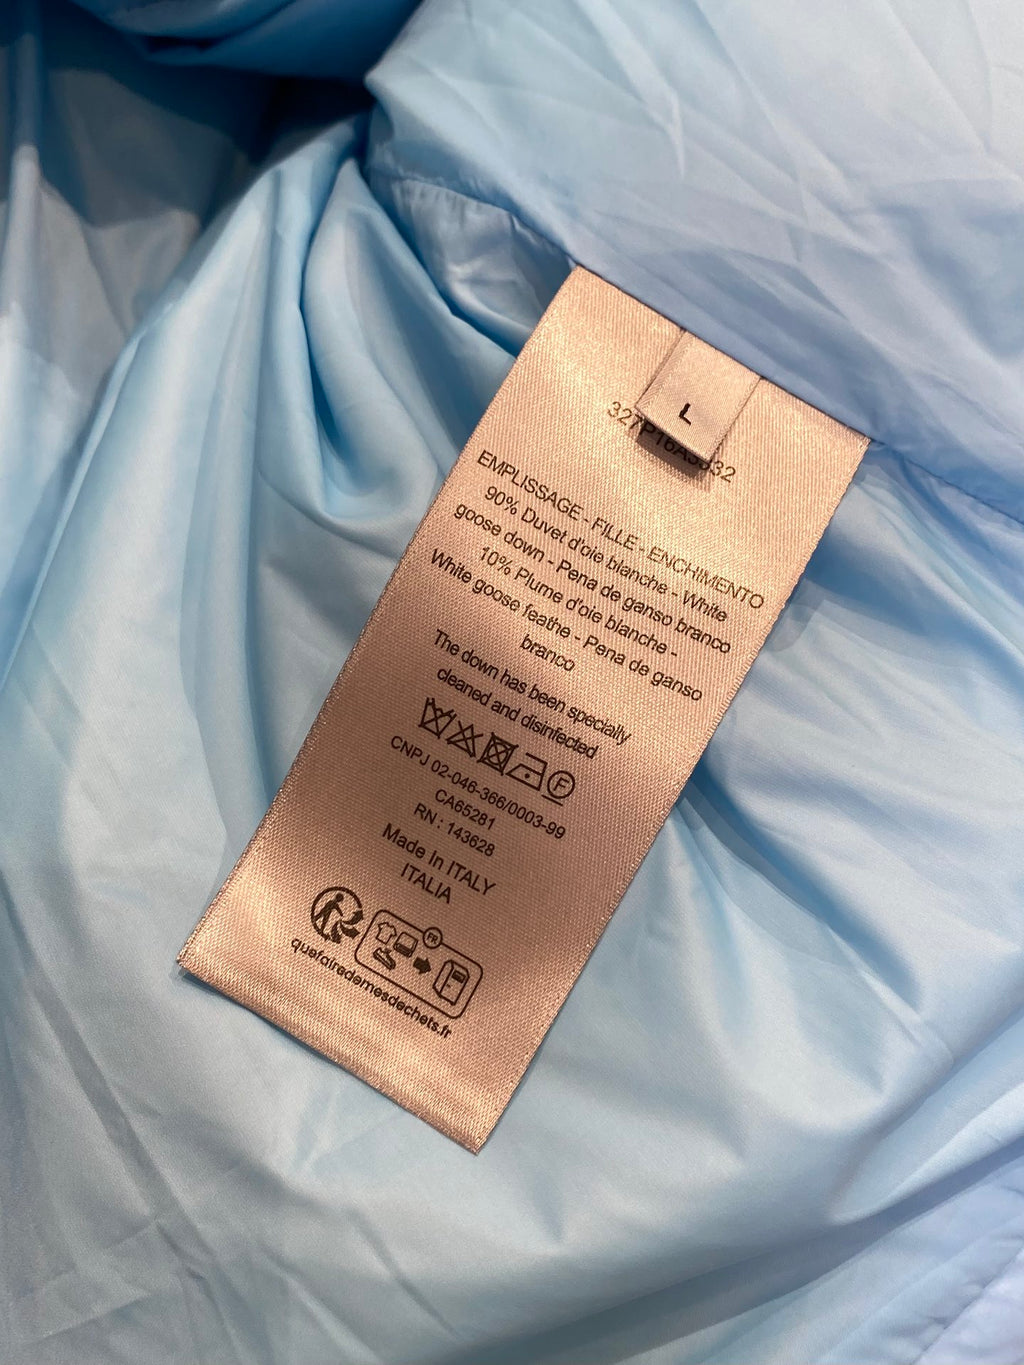 L
EMPLISSAGE - FILLE - ENCHIMENTO
90% Duvet d'oie blanche - White
goose down - Pena de ganso branco
10% Plume d'oie blanche -
White goose feathe - Pena de ganso
branco
The down has been specially
cleaned and disinfected
F
CNPJ 02-046-366/0003-99
CA65281
RN : 143628
Made In ITALY
ITALIA
FR
quefairedemesdechets.fr